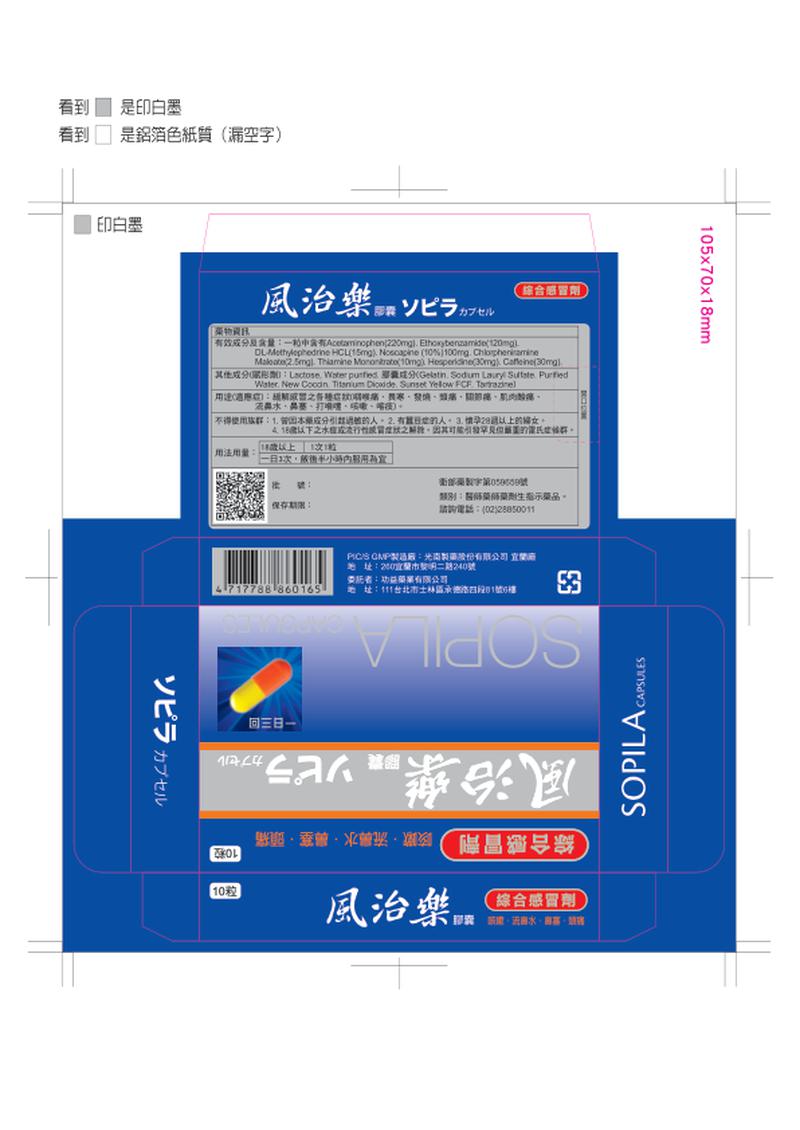 看到 是印白墨
看到 是鋁箔色紙質（漏空字）
印白墨
105x70x18mm
綜合感冒劑
風治樂膠囊 ソピラカプセル
藥物資訊
有效成分及含量：一粒中含有Acetaminophen(220mg). Ethoxybenzamide(120mg).
DL-Methylephedrine HCL(15mg). Noscapine (10%)100mg. Chlorpheniramine
Maleate(2.5mg). Thiamine Mononitrate(10mg). Hesperidine(30mg). Caffeine(30mg).
其他成分(賦形劑)：Lactose, Water purified. 膠囊成分(Gelatin. Sodium Lauryl Sulfate. Purified
Water. New Coccin. Titanium Dioxide. Sunset Yellow FCF. Tartrazine)
用途(適應症)：緩解感冒之各種症狀(咽喉痛、畏寒、發燒、頭痛、關節痛、肌肉酸痛、
流鼻水、鼻塞、打噴嚏、咳嗽、喀痰)。
開口位置
不得使用族群：1. 曾因本藥成分引起過敏的人。 2. 有蠶豆症的人。 3. 懷孕28週以上的婦女。
4. 18歲以下之水痘或流行性感冒症狀之解除。因其可能引發罕見但嚴重的雷氏症候群。
用法用量：
18歲以上 1次1粒
一日3次，飯後半小時內服用為宜
批 號：
保存期限：
衛部藥製字第059659號
類別：醫師藥師藥劑生指示藥品。
諮詢電話：(02)28850011
4 717788 860165
PIC/S GMP製造廠：光南製藥股份有限公司 宜蘭廠
地 址：260宜蘭市黎明二路240號
委託者：功益藥業有限公司
地 址：111台北市士林區承德路四段81號6樓
SOPILA CAPSULES
一日三回
風治樂膠囊 ソピラカプセル
綜合感冒劑 咳嗽・流鼻水・鼻塞・頭痛
10粒
ソピラカプセル
SOPILA CAPSULES
10粒
風治樂膠囊
綜合感冒劑
咳嗽・流鼻水・鼻塞・頭痛